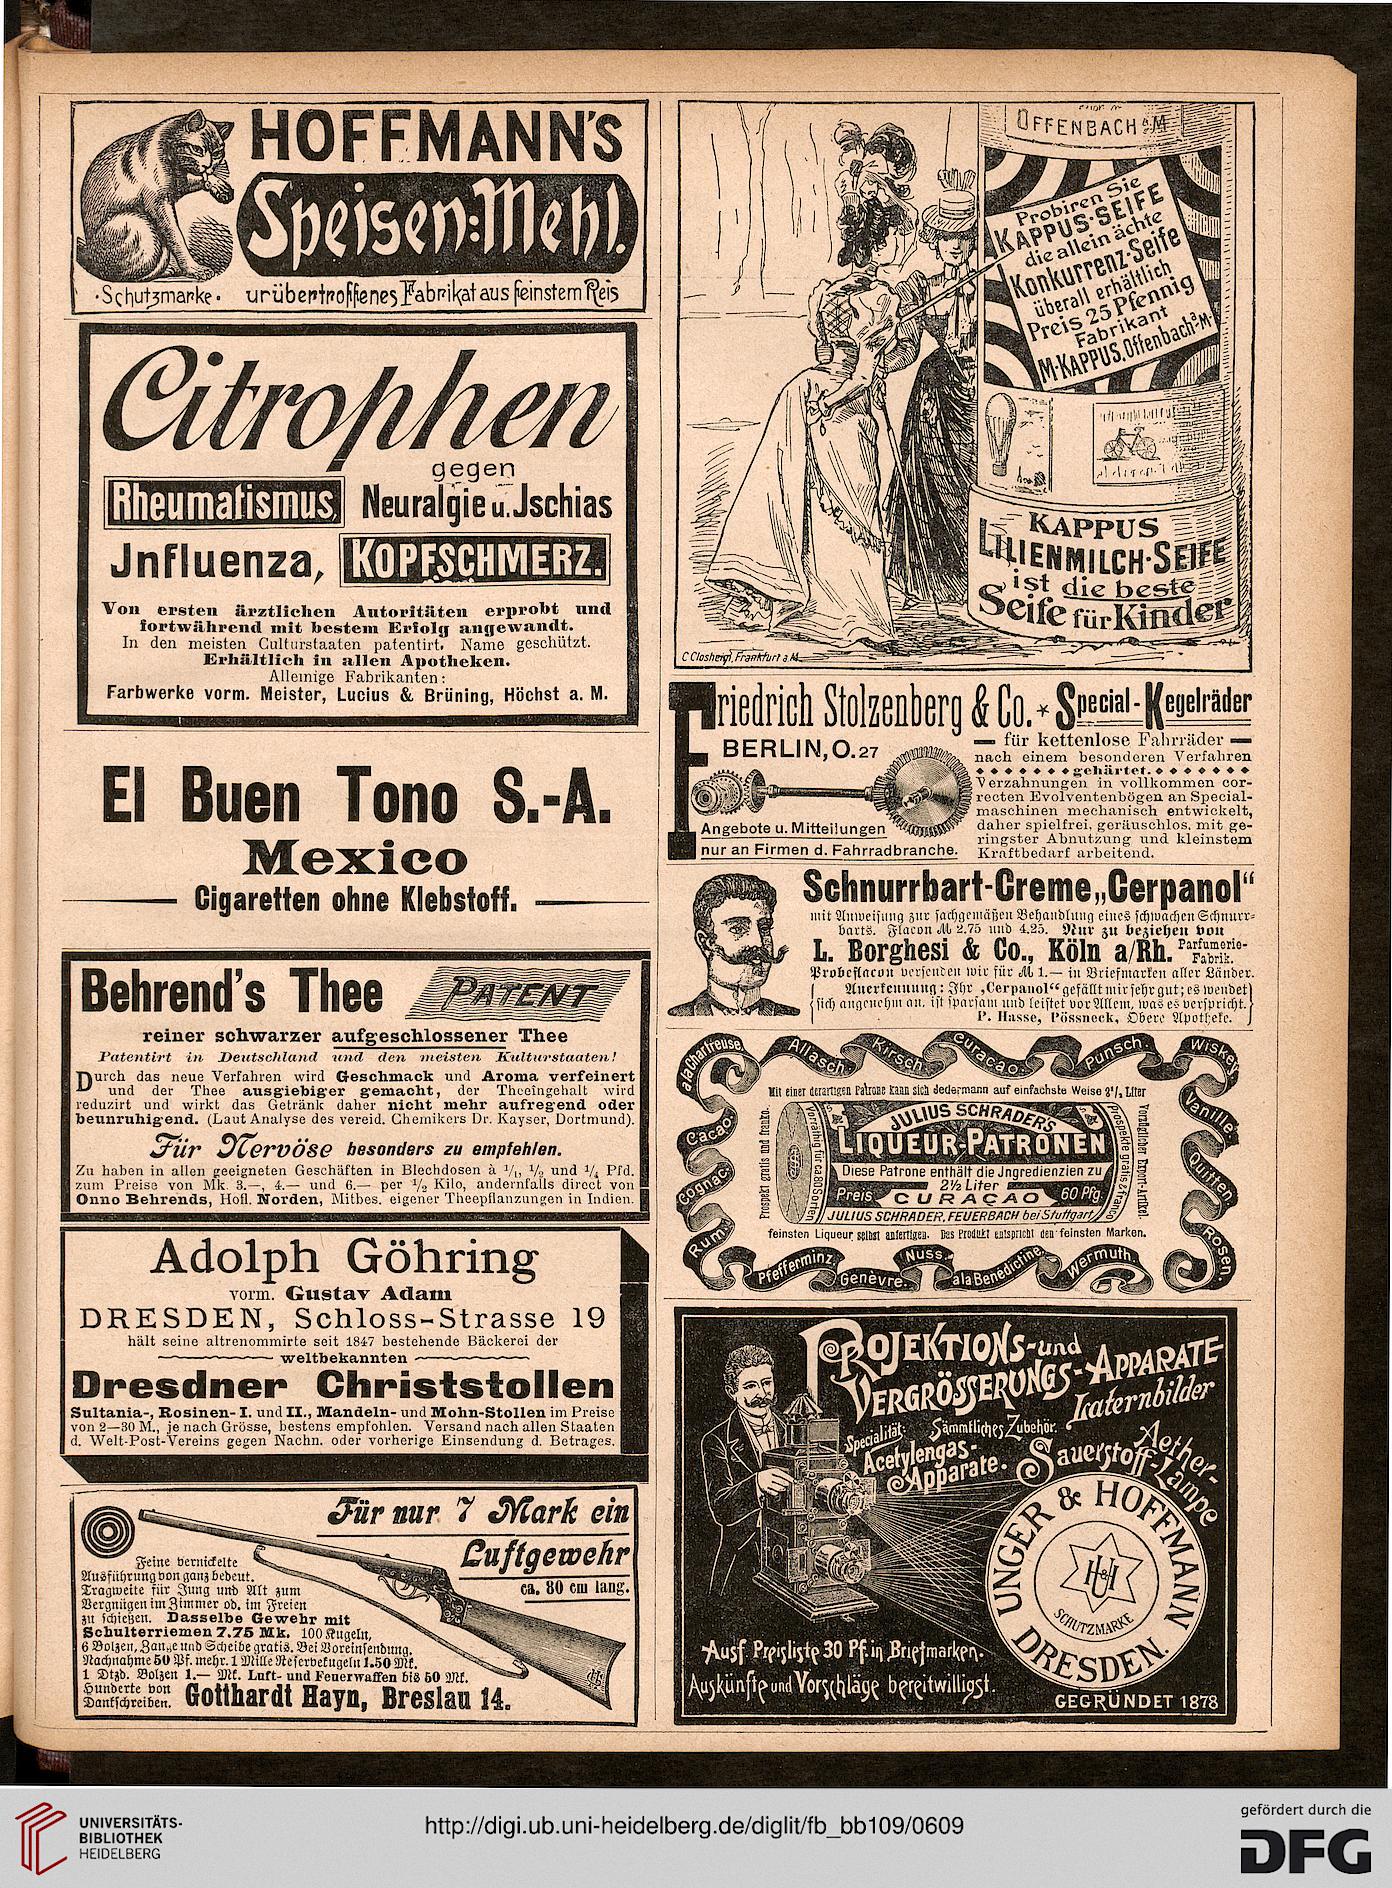 HOFFMANN'S
Speisen=Mehl.
·Schutzmarke·
unübertroffenes Fabrikat aus feinstem Reis
Citrophen
gegen
Rheumatismus, Neuralgie u. Jschias
Jnfluenza, KOPFSCHMERZ.
Von ersten ärztlichen Autoritäten erprobt und
fortwährend mit bestem Erfolg angewandt.
In den meisten Culturstaaten patentirt, Name geschützt.
Erhältlich in allen Apotheken.
Alleinige Fabrikanten:
Farbwerke vorm. Meister, Lucius & Brüning, Höchst a. M.
El Buen Tono S.-A.
Mexico
Cigaretten ohne Klebstoff.
Behrend's Thee PATENT
reiner schwarzer aufgeschlossener Thee
Patentirt in Deutschland und den meisten Kulturstaaten!
Durch das neue Verfahren wird Geschmack und Aroma verfeinert
und der Thee ausgiebiger gemacht, der Theeingehalt wird
reduzirt und wirkt das Getränk daher nicht mehr aufregend oder
beunruhigend. (Laut Analyse des vereid. Chemikers Dr. Kayser, Dortmund).
Für Nervöse besonders zu empfehlen.
Zu haben in allen geeigneten Geschäften in Blechdosen à 1/1, 1/2 und 1/4 Pfd.
zum Preise von Mk. 3.—, 4.— und 6.— per 1/2 Kilo, andernfalls direct von
Onno Behrends, Hofl. Norden, Mitbes. eigener Theepflanzungen in Indien.
Adolph Göhring
vorm. Gustav Adam
DRESDEN, Schloss-Strasse 19
hält seine altrenommirte seit 1847 bestehende Bäckerei der
weltbekannten
Dresdner Christstollen
Sultania-, Rosinen- I. und II., Mandeln- und Mohn-Stollen im Preise
von 2—30 M., je nach Grösse, bestens empfohlen. Versand nach allen Staaten
d. Welt-Post-Vereins gegen Nachn. oder vorherige Einsendung d. Betrages.
Für nur 7 Mark ein
Luftgewehr
ca. 80 cm lang.
Feine vernickelte
Ausführung von ganz bedeut.
Tragweite für Jung und Alt zum
Vergnügen im Zimmer od. im Freien
zu schießen. Dasselbe Gewehr mit
Schulterriemen 7.75 Mk. 100 Kugeln,
6 Bolzen, Zange und Scheibe gratis. Bei Voreinsendung,
Nachnahme 50 Pf. mehr. 1 Mille Reservekugeln 1.50 Mk.
1 Dtzd. Bolzen 1.— Mk. Luft- und Feuerwaffen bis 50 Mk.
Hunderte von
Dankschreiben. Gotthardt Hayn, Breslau 14.
OFFENBACH a/M
Probiren Sie
KAPPUS-SEIFE
die allein ächte
Konkurrenz-Seife
überall erhältlich
Preis 25 Pfennig
Fabrikant
M·KAPPUS. Offenbach a·M·
KAPPUS
LILIENMILCH-SEIFE
ist die beste
Seife für Kinder
C Closheim, Frankfurt a M.
Friedrich Stolzenberg & Co. * Special-Kegelräder
BERLIN, O. 27
für kettenlose Fahrräder
nach einem besonderen Verfahren
gehärtet.
Verzahnungen in vollkommen cor-
recten Evolventenbögen an Special-
maschinen mechanisch entwickelt,
daher spielfrei, geräuschlos, mit ge-
ringster Abnutzung und kleinstem
Kraftbedarf arbeitend.
Angebote u. Mitteilungen
nur an Firmen d. Fahrradbranche.
Schnurrbart-Creme „Cerpanol"
mit Anweisung zur sachgemäßen Behandlung eines schwachen Schnurr=
barts. Flacon M 2.75 und 4.25. Nur zu beziehen von
L. Borghesi & Co., Köln a/Rh. Parfumerie-
Fabrik.
Probeflacon versenden wir für M 1.— in Briefmarken aller Länder.
Anerkennung: Ihr „Cerpanol" gefällt mir sehr gut; es wendet
sich angenehm an, ist sparsam und leistet vor Allem, was es verspricht.
P. Hasse, Pössneck, Obere Apotheke.
a la Chartreuse Allasch. Kirsch. Curaçao. Punsch. Wiskey
Cacao. Cognac. Rum.
Vanille. Quitten. Rosen.
Mit einer derartigen Patrone kann sich Jedermann auf einfachste Weise 2 1/2 Liter
Prospekt gratis und franko.
Vorräthig für ca. 80 Sorten
JULIUS SCHRADER'S
LIQUEUR-PATRONEN
Diese Patrone enthält die Jngredienzien zu
2½ Liter
Preis CURAÇAO 60 Pfg.
JULIUS SCHRADER, FEUERBACH bei Stuttgart
Prospekte gratis & franco
Vorzüglicher Export-Artikel.
feinsten Liqueur selbst anfertigen. Das Produkt entspricht den feinsten Marken.
Pfefferminz. Genèvre. Nuss. a la Benedictine. Wermuth.
PROJEKTIONS- und
VERGRÖSSERUNGS-APPARATE
Laternbilder
Specialität: Sämmtliches Zubehör.
Acetylengas-
Apparate.
Sauerstoff-
Aether-
Lampe
UNGER & HOFFMANN
DRESDEN.
H&U
SCHUTZMARKE
Ausf. Preisliste 30 Pf. in Briefmarken.
Auskünfte und Vorschläge bereitwilligst.
GEGRÜNDET 1878
UNIVERSITÄTS-
BIBLIOTHEK
HEIDELBERG
http://digi.ub.uni-heidelberg.de/diglit/fb_bb109/0609
gefördert durch die
DFG